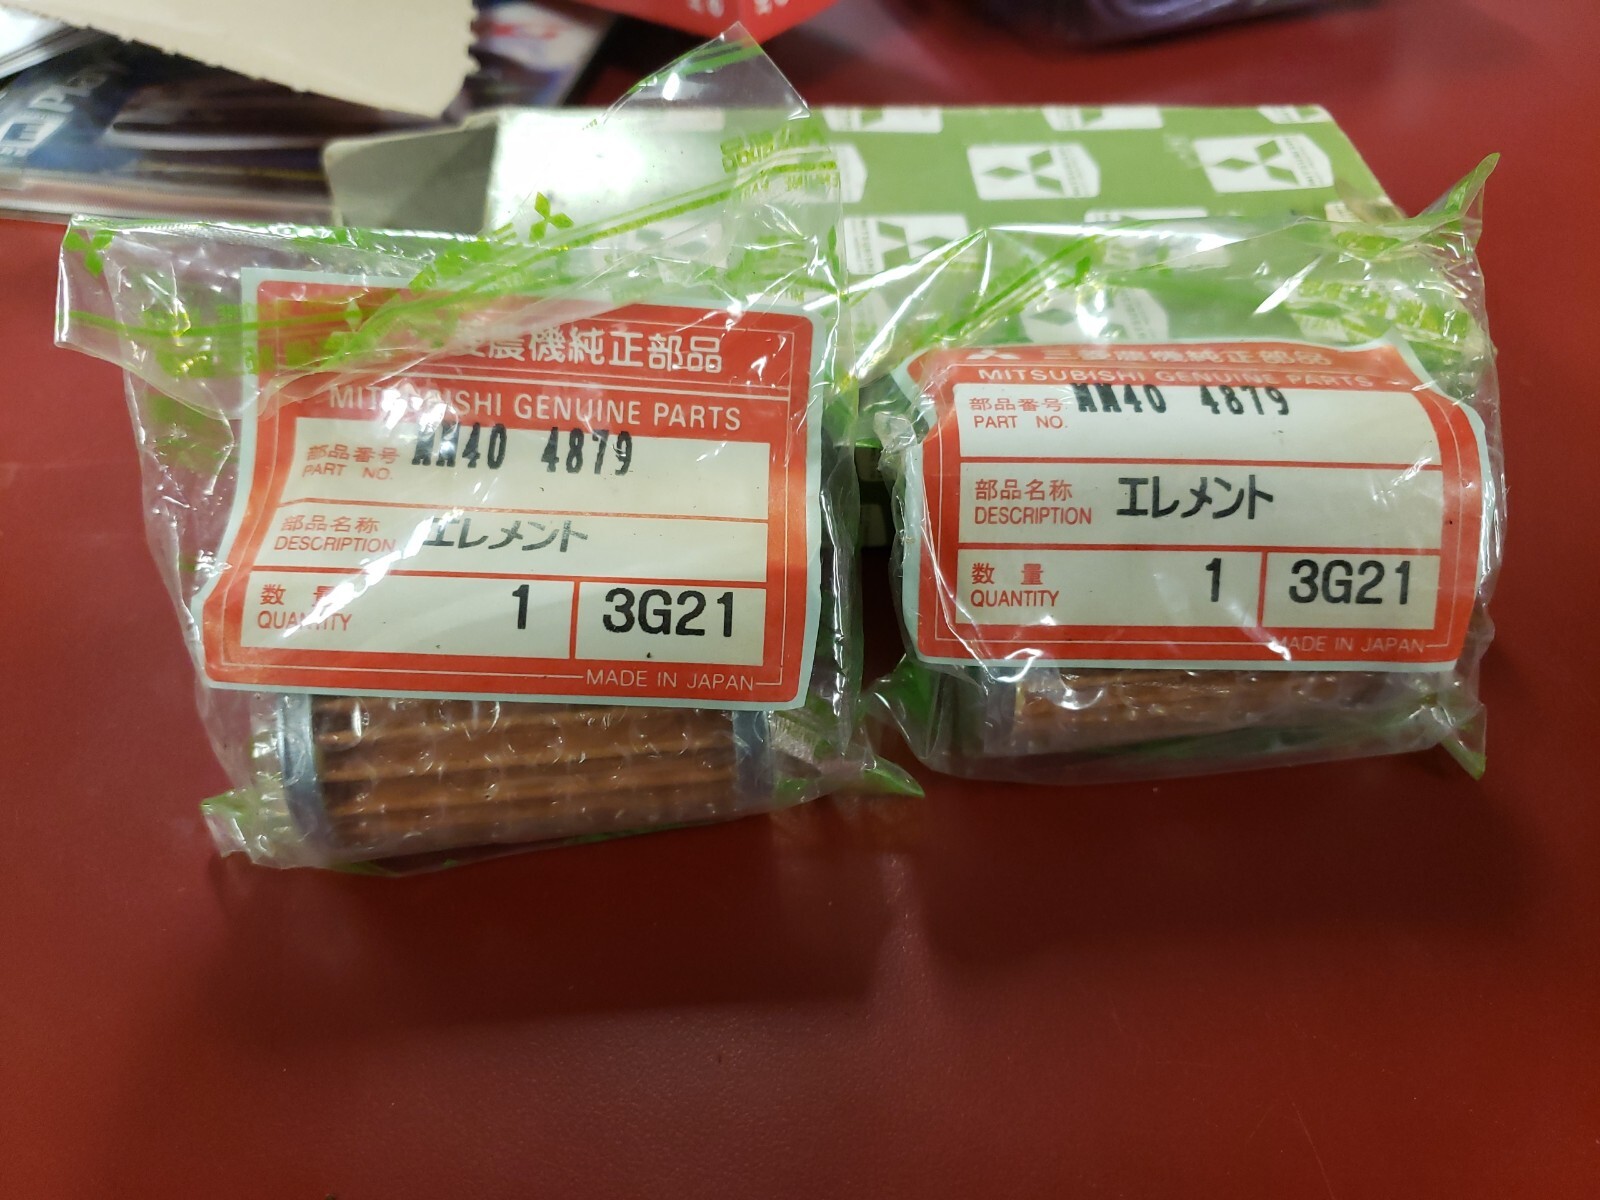 菱農機純正部品
MITSUBISHI GENUINE PARTS
部品番号 MM40 4879
PART NO.
部品名称 エレメント
DESCRIPTION
数量 1 3G21
QUANTITY
MADE IN JAPAN
三菱農機純正部品
MITSUBISHI GENUINE PARTS
部品番号 MM40 4879
PART NO.
部品名称 エレメント
DESCRIPTION
数量 1 3G21
QUANTITY
MADE IN JAPAN